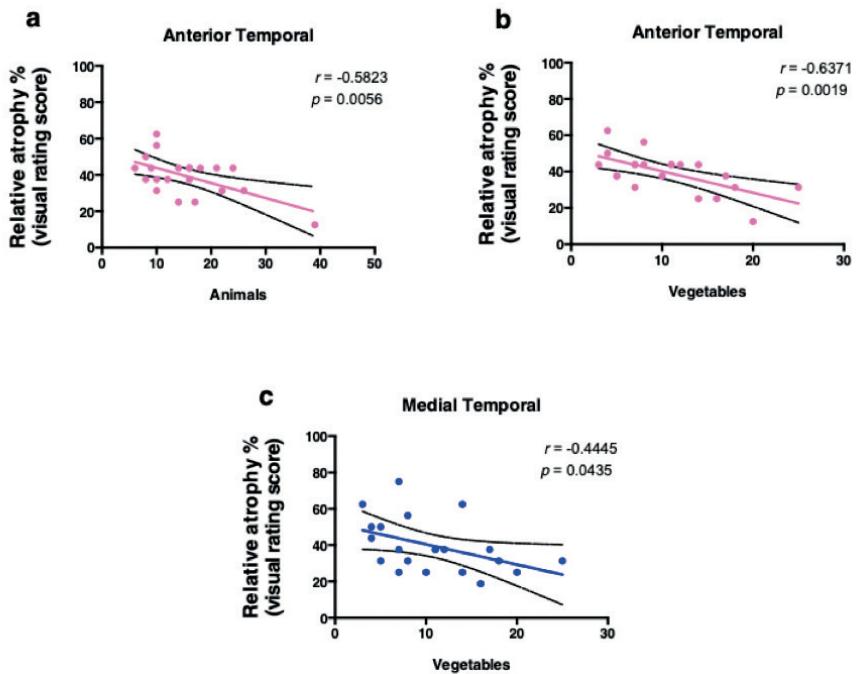 a
Anterior Temporal
r = -0.5823
p = 0.0056
Relative atrophy %
(visual rating score)
100
80
60
40
20
0
0 10 20 30 40 50
Animals
b
Anterior Temporal
r = -0.6371
p = 0.0019
Relative atrophy %
(visual rating score)
100
80
60
40
20
0
0 10 20 30
Vegetables
c
Medial Temporal
r = -0.4445
p = 0.0435
Relative atrophy %
(visual rating score)
100
80
60
40
20
0
0 10 20 30
Vegetables